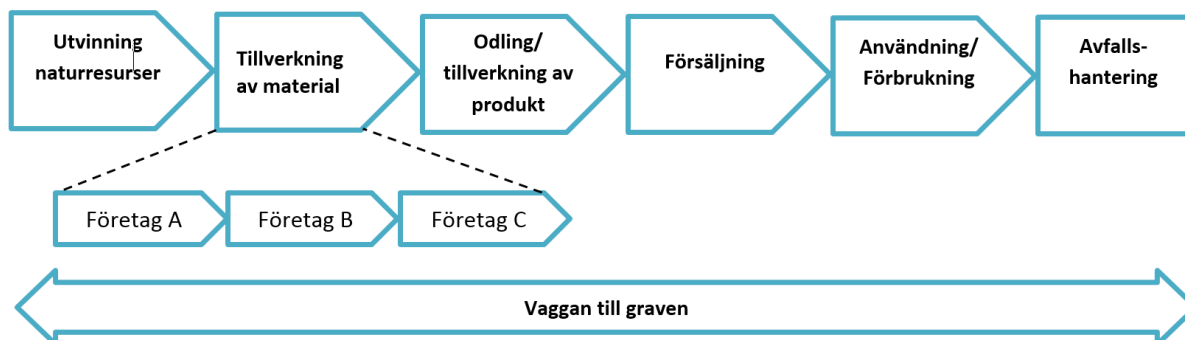 Utvinning
naturresurser
Tillverkning
av material
Odling/
tillverkning av
produkt
Försäljning
Användning/
Förbrukning
Avfalls-
hantering
Företag A
Företag B
Företag C
Vaggan till graven